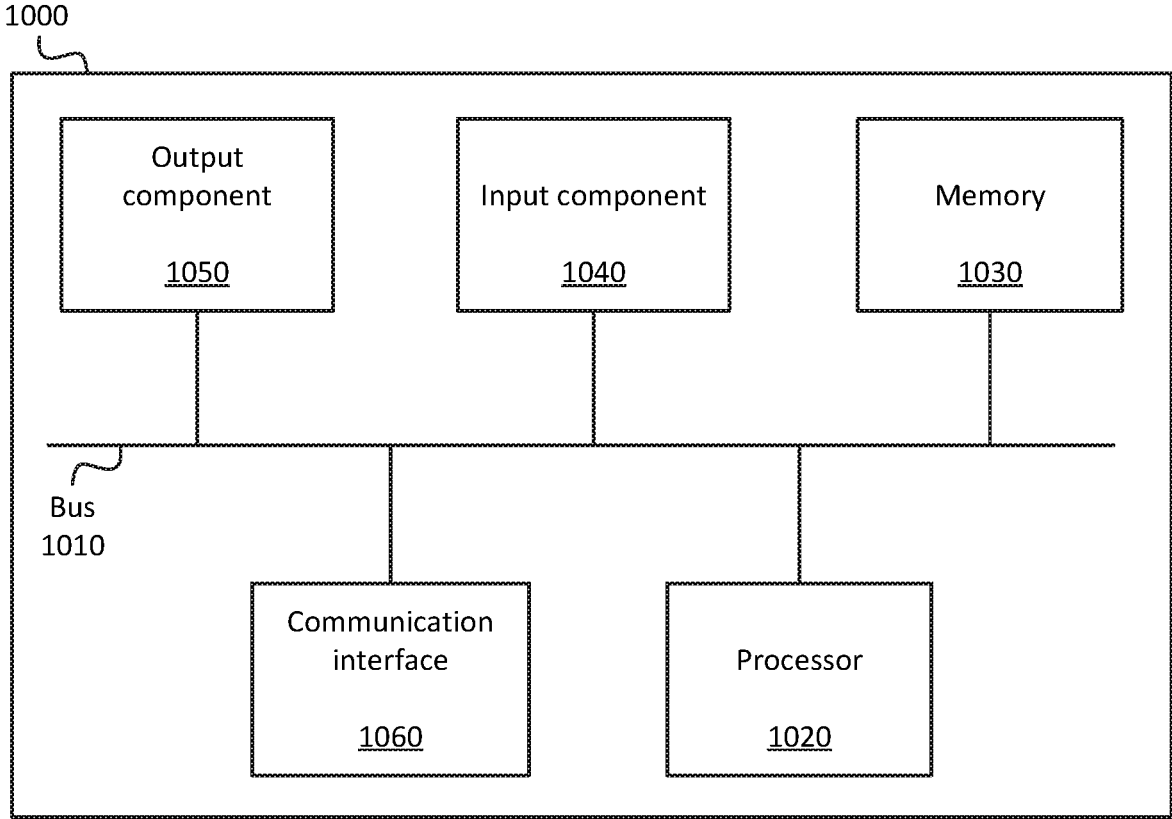 1000
Output
component
1050
Input component
1040
Memory
1030
Bus
1010
Communication
interface
1060
Processor
1020